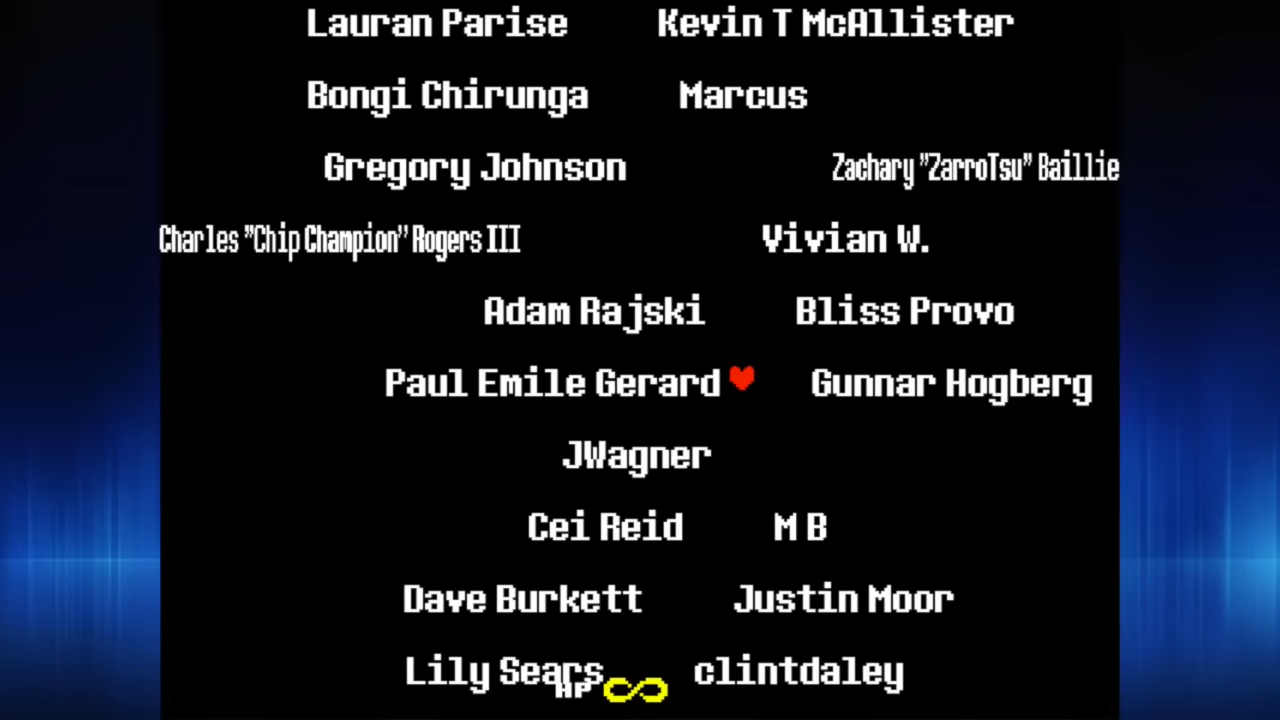 Lauran Parise Kevin T McAllister
Bongi Chirunga Marcus
Gregory Johnson Zachary "ZarroTsu" Baillie
Charles "Chip Champion" Rogers III Vivian W.
Adam Rajski Bliss Provo
Paul Emile Gerard Gunnar Hogberg
JWagner
Cei Reid M B
Dave Burkett Justin Moor
Lily Sears clintdaley
HP ∞